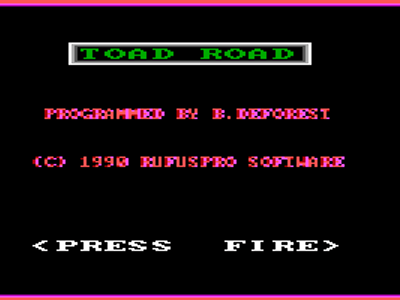 TOAD ROAD
PROGRAMMED BY B.DEFOREST
(C) 1990 RUFUSPRO SOFTWARE
<PRESS FIRE>